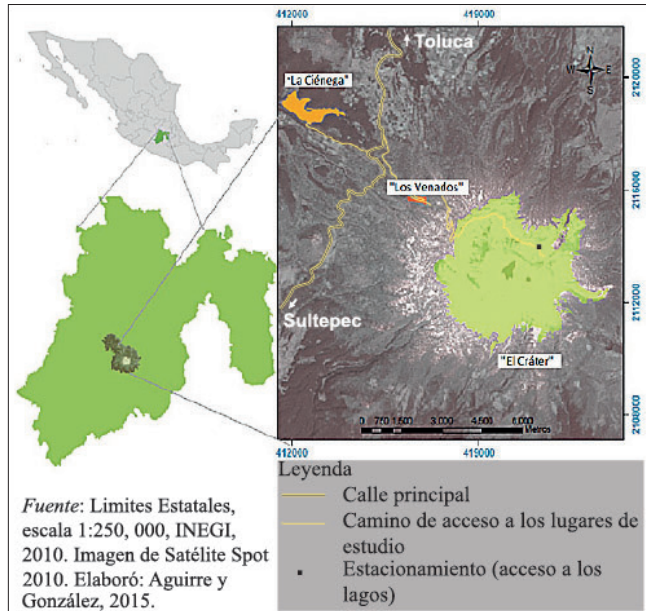 412000
419000
Toluca
"La Ciénega"
N
W E
S
2120000
"Los Venados"
2116000
2112000
Sultepec
"El Cráter"
2108000
0 750 1,500 3,000 4,500 6,000
Metros
412000
419000
Leyenda
Calle principal
Camino de acceso a los lugares de
estudio
Estacionamiento (acceso a los
lagos)
Fuente: Limites Estatales,
escala 1:250, 000, INEGI,
2010. Imagen de Satélite Spot
2010. Elaboró: Aguirre y
González, 2015.